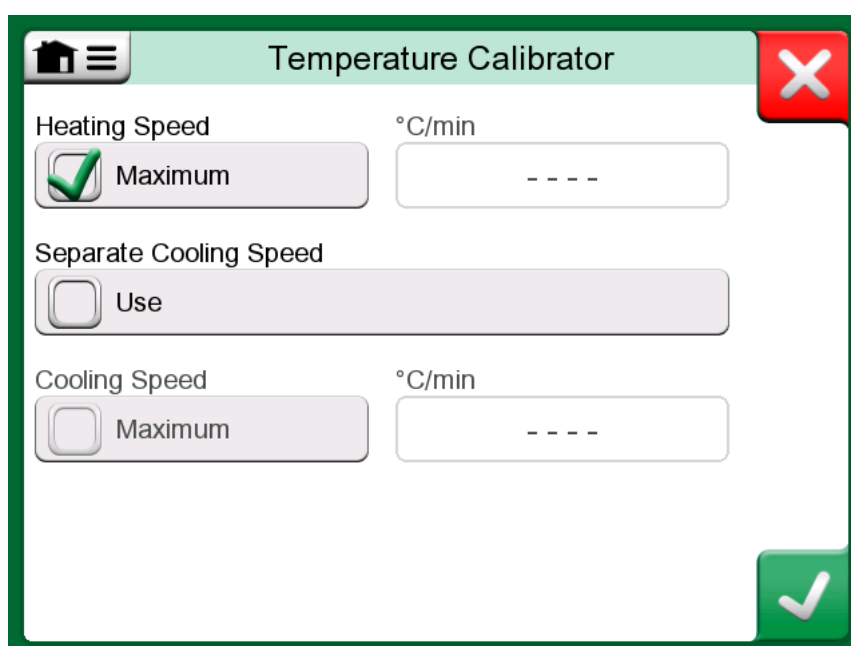 Temperature Calibrator
Heating Speed
°C/min
Maximum
- - - -
Separate Cooling Speed
Use
Cooling Speed
°C/min
Maximum
- - - -